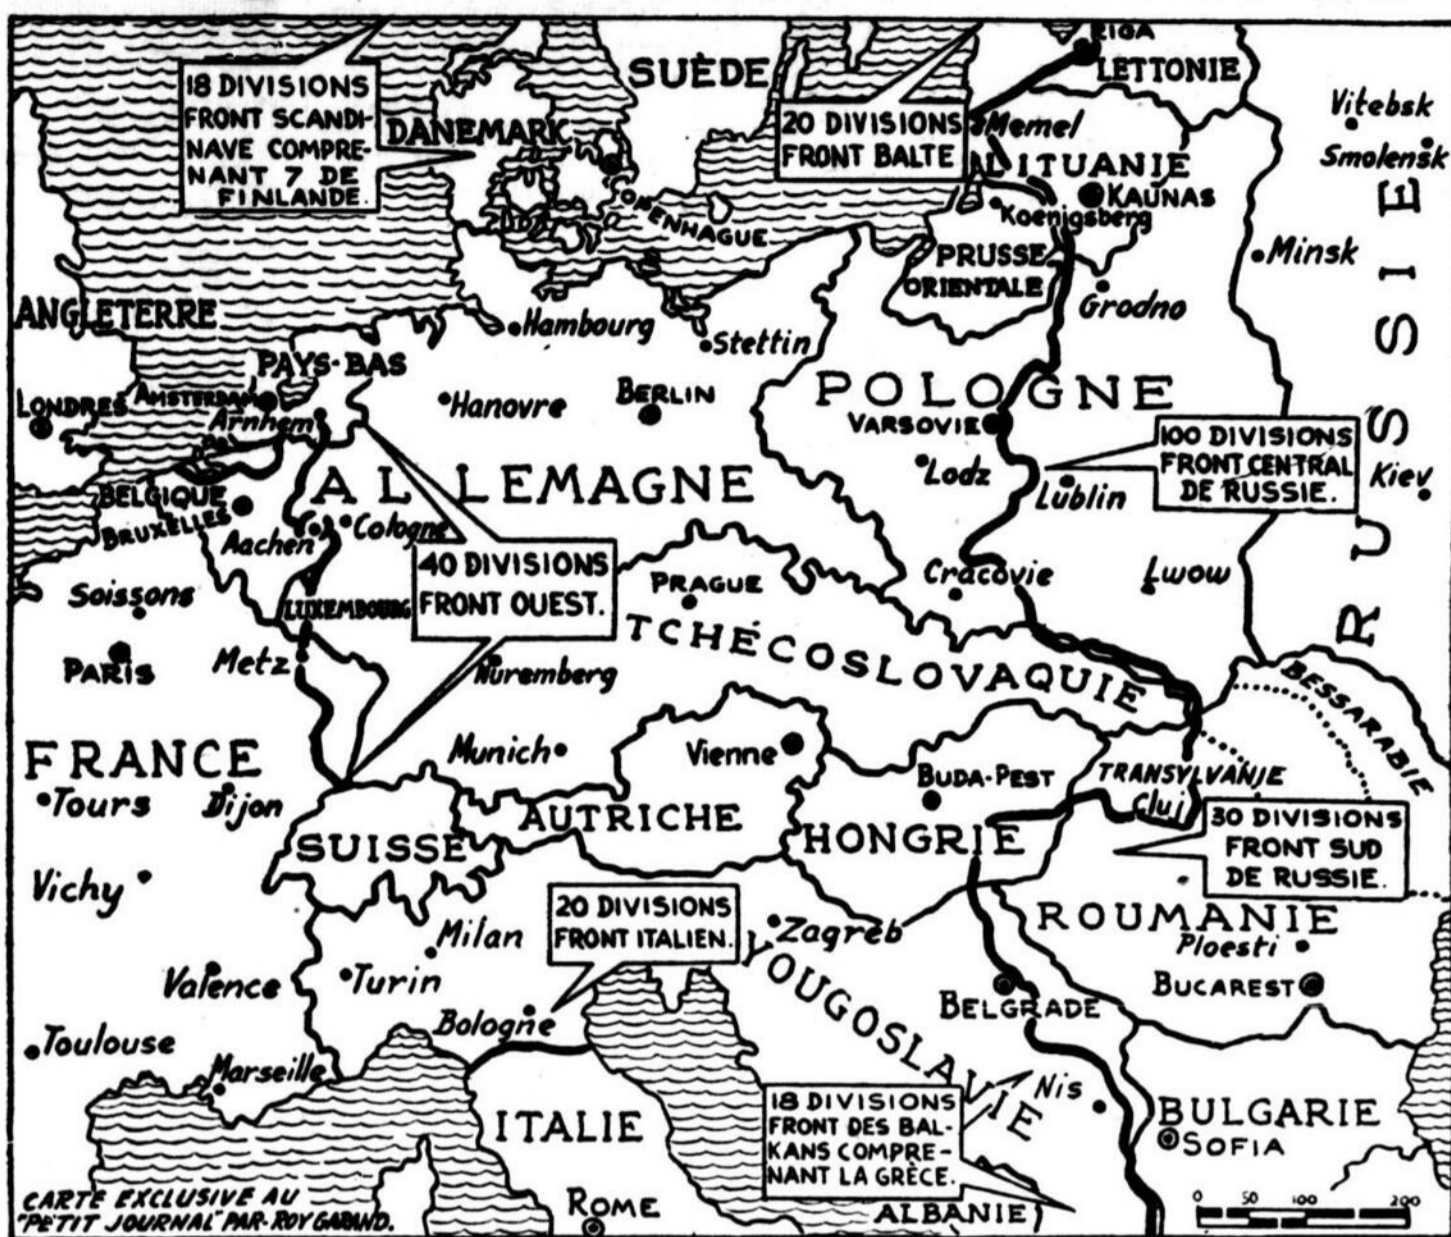 RIGA
LETTONIE
SUÈDE
18 DIVISIONS
FRONT SCANDI-
NAVE COMPRE-
NANT 7 DE
FINLANDE.
DANEMARK
COPENHAGUE
20 DIVISIONS
FRONT BALTE
Memel
LITUANIE
KAUNAS
Koenigsberg
PRUSSE
ORIENTALE
Vitebsk
Smolensk
Minsk
Grodno
RUSSIE
ANGLETERRE
LONDRES
Hambourg
Stettin
PAYS-BAS
AMSTERDAM
Arnhem
Hanovre
BERLIN
POLOGNE
VARSOVIE
Lodz
Lublin
100 DIVISIONS
FRONT CENTRAL
DE RUSSIE.
Kiev
ALLEMAGNE
BELGIQUE
BRUXELLES
Aachen
Cologne
40 DIVISIONS
FRONT OUEST.
Soissons
LUXEMBOURG
PRAGUE
Cracovie
Lwow
TCHÉCOSLOVAQUIE
PARIS
Metz
Nuremberg
BESSARABIE
FRANCE
Munich
Vienne
BUDA-PEST
TRANSYLVANIE
Cluj
Tours
Dijon
SUISSE
AUTRICHE
HONGRIE
30 DIVISIONS
FRONT SUD
DE RUSSIE.
Vichy
20 DIVISIONS
FRONT ITALIEN.
Milan
Turin
Zagreb
ROUMANIE
Ploesti
BUCAREST
Valence
Bologne
YOUGOSLAVIE
BELGRADE
Toulouse
Marseille
ITALIE
18 DIVISIONS
FRONT DES BAL-
KANS COMPRE-
NANT LA GRÈCE.
Nis
BULGARIE
SOFIA
ROME
ALBANIE
CARTE EXCLUSIVE AU
"PETIT JOURNAL" PAR-ROY GARAND.
0 50 100 200